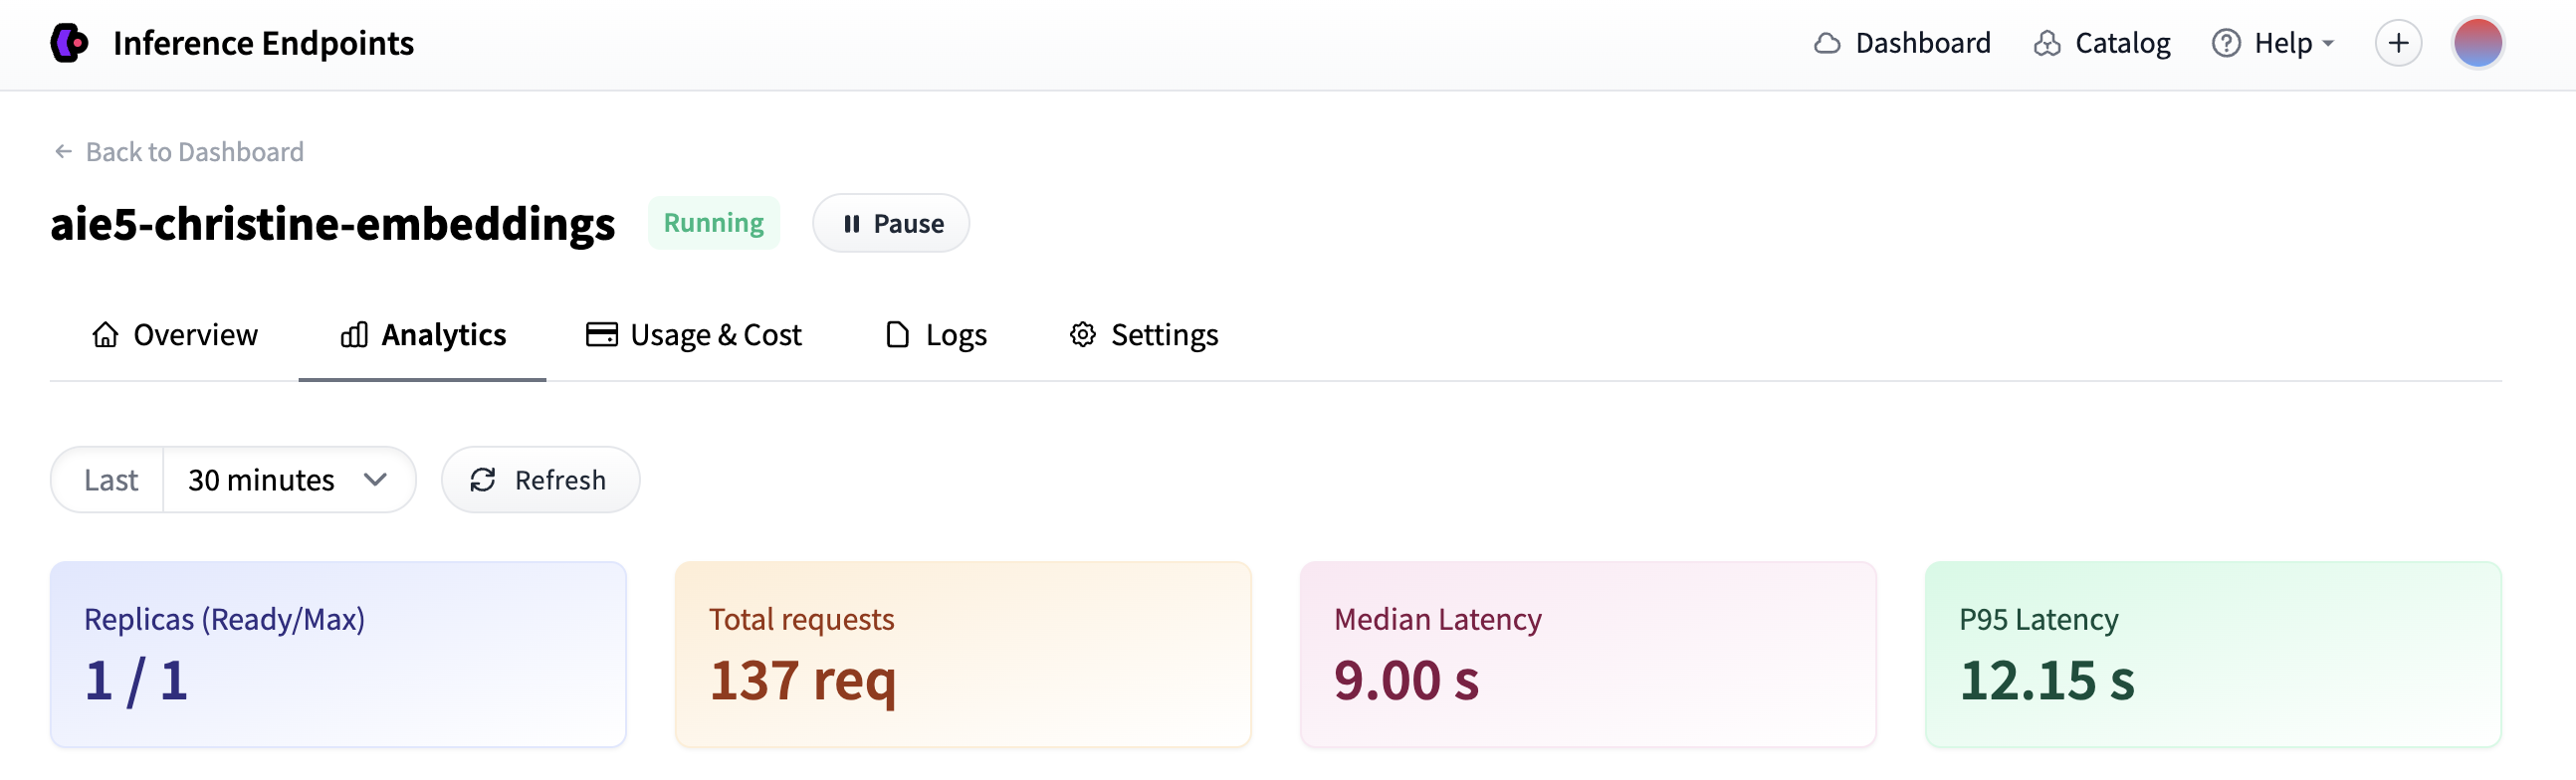 Inference Endpoints
Dashboard
Catalog
Help
Back to Dashboard
aie5-christine-embeddings
Running
Pause
Overview
Analytics
Usage & Cost
Logs
Settings
Last
30 minutes
Refresh
Replicas (Ready/Max)
1 / 1
Total requests
137 req
Median Latency
9.00 s
P95 Latency
12.15 s